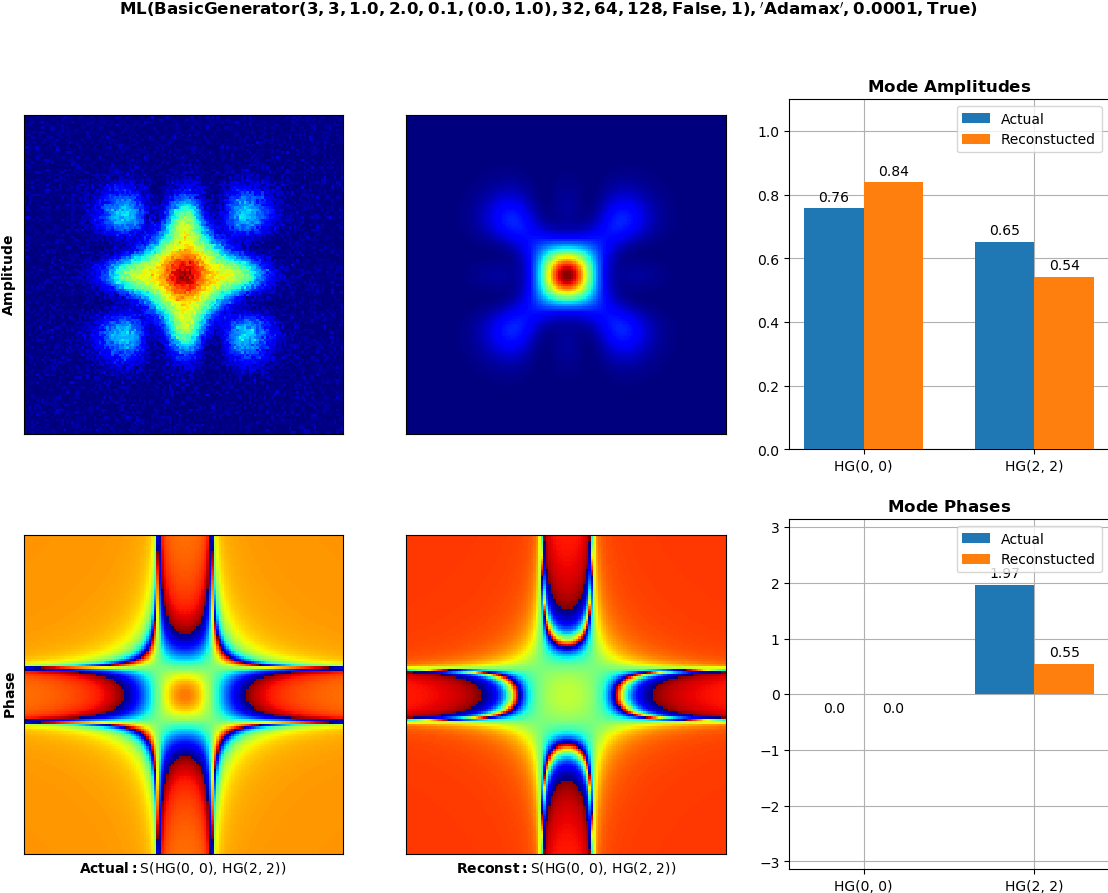 ML(BasicGenerator(3, 3, 1.0, 2.0, 0.1, (0.0, 1.0), 32, 64, 128, False, 1), ′Adamax′, 0.0001, True)
Amplitude
Mode Amplitudes
Actual
Reconstucted
1.0
0.8
0.6
0.4
0.2
0.0
0.76
0.84
0.65
0.54
HG(0, 0)
HG(2, 2)
Phase
Actual: S(HG(0, 0), HG(2, 2))
Reconst: S(HG(0, 0), HG(2, 2))
Mode Phases
Actual
Reconstucted
3
2
1
0
−1
−2
−3
0.0
0.0
1.97
0.55
HG(0, 0)
HG(2, 2)